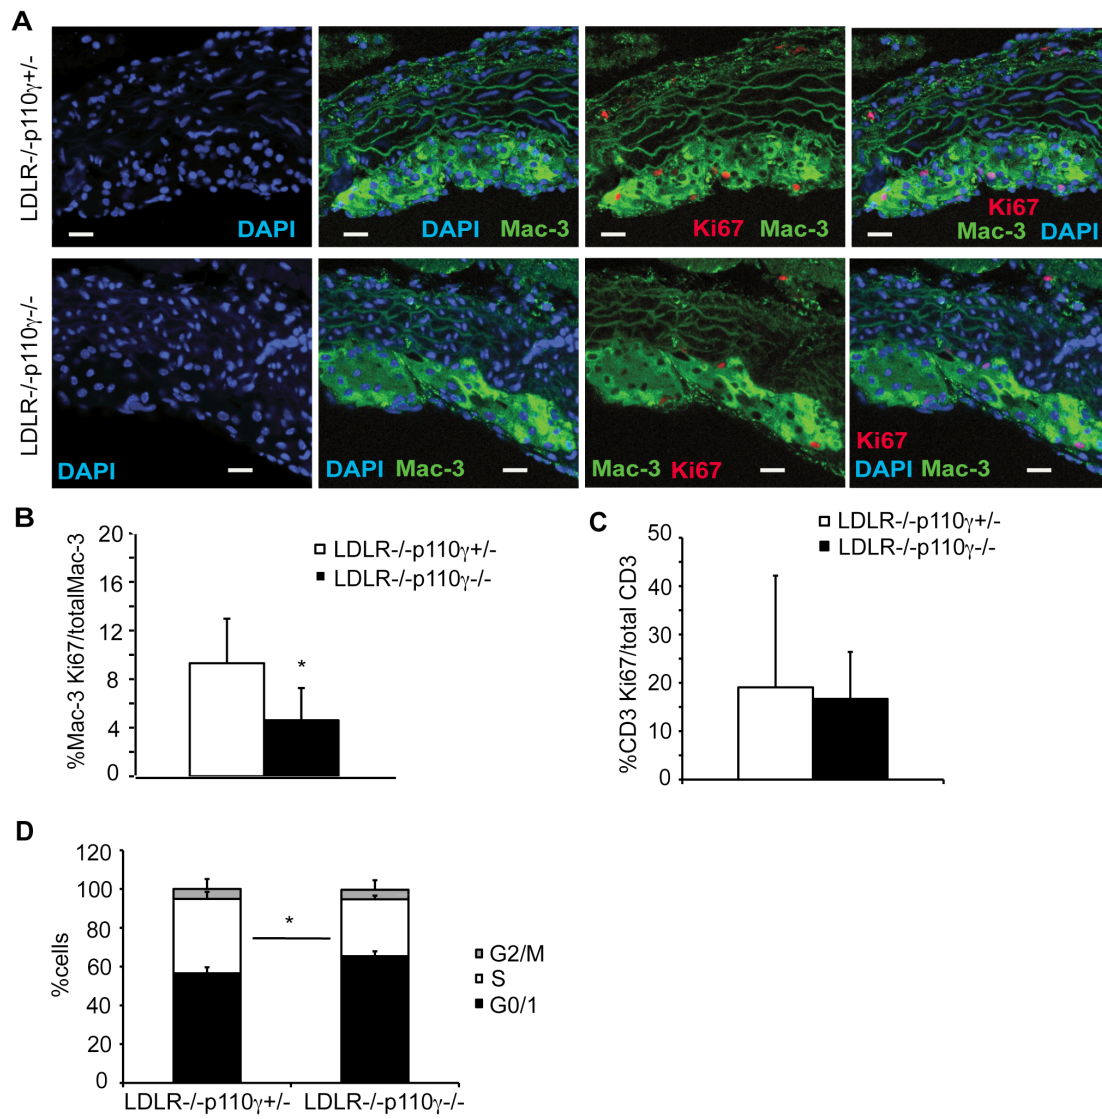 A
LDLR-/-p110γ+/-
DAPI
DAPI Mac-3
Ki67 Mac-3
Ki67
Mac-3 DAPI
LDLR-/-p110γ-/-
DAPI
DAPI Mac-3
Mac-3 Ki67
Ki67
DAPI Mac-3
B
%Mac-3 Ki67/totalMac-3
20
16
12
8
4
0
LDLR-/-p110γ+/-
LDLR-/-p110γ-/-
*
C
%CD3 Ki67/total CD3
50
40
30
20
10
0
LDLR-/-p110γ+/-
LDLR-/-p110γ-/-
D
%cells
120
100
80
60
40
20
0
*
G2/M
S
G0/1
LDLR-/-p110γ+/- LDLR-/-p110γ-/-